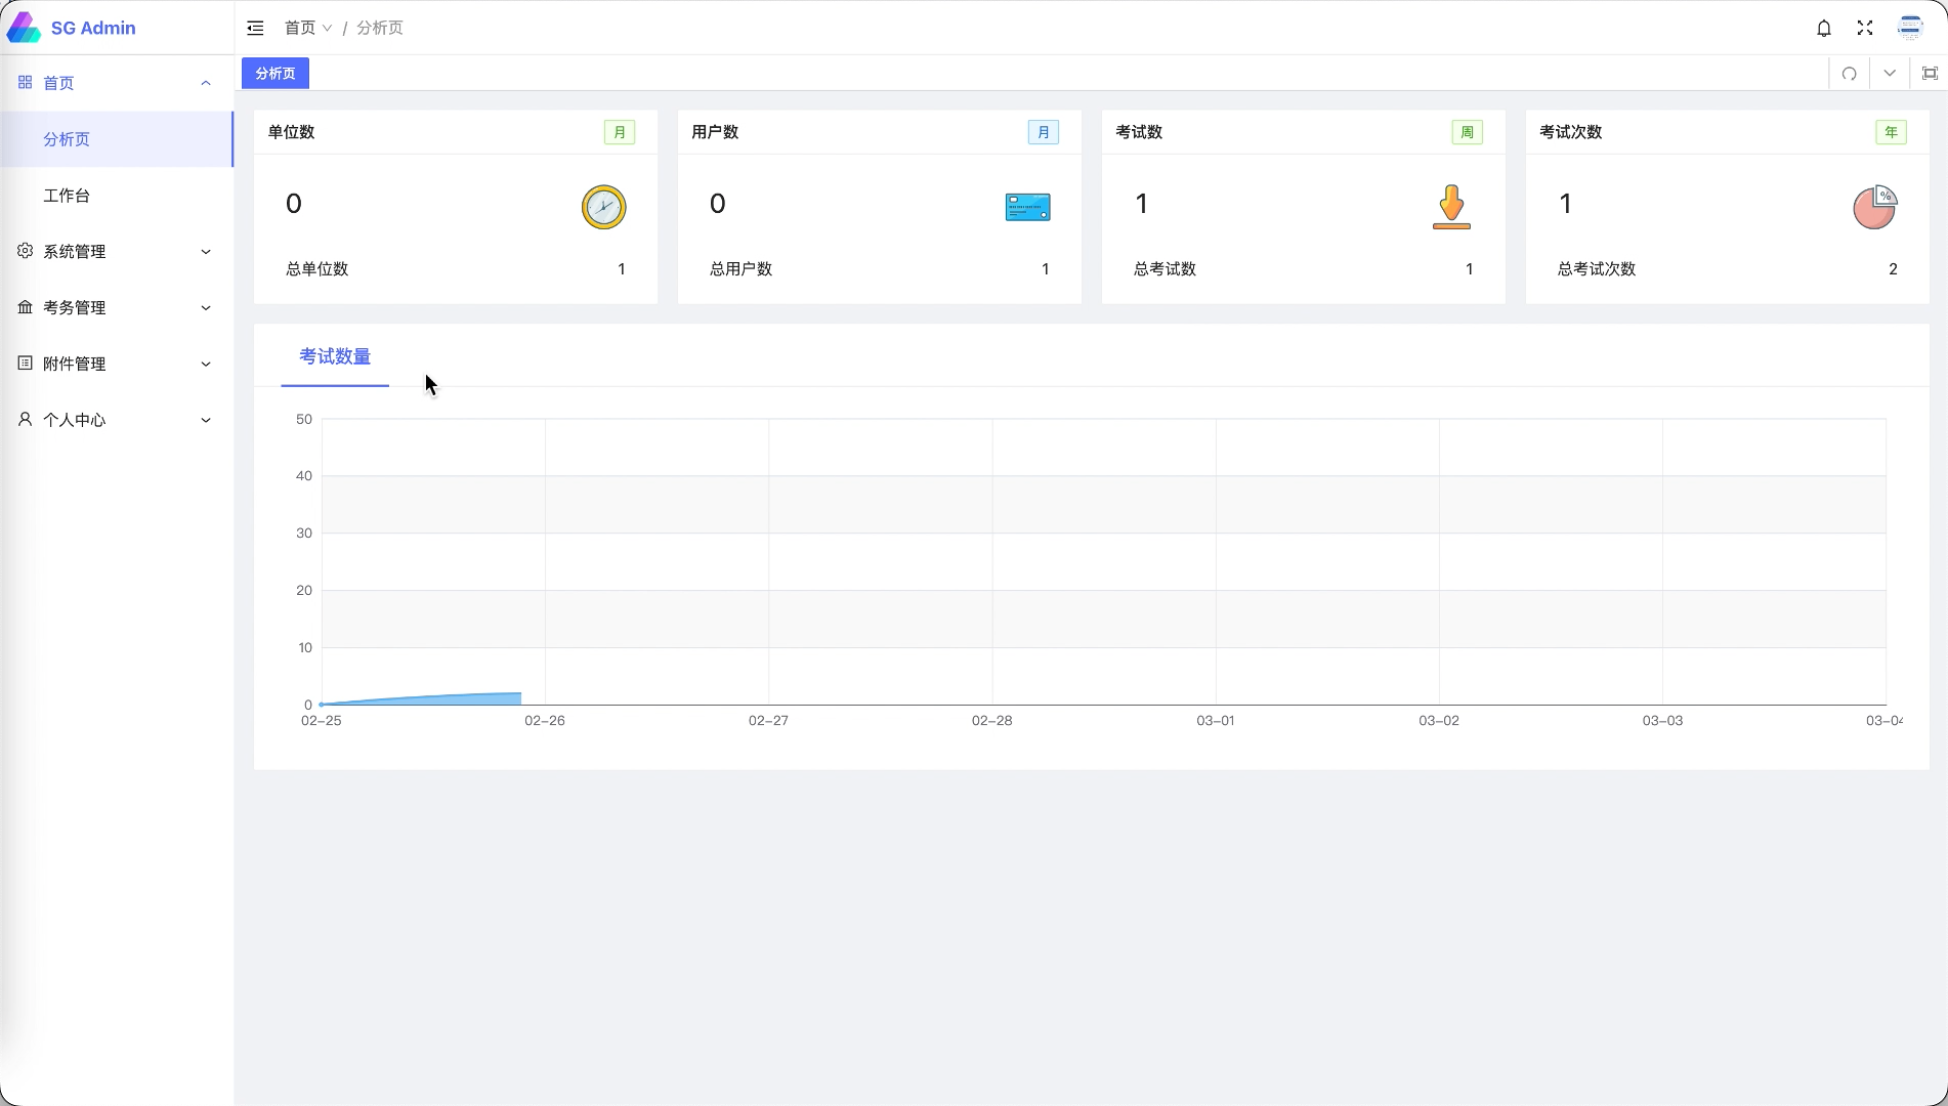 SG Admin
首页 / 分析页
首页
分析页
工作台
系统管理
考务管理
附件管理
个人中心
分析页
单位数 月
0
总单位数 1
用户数 月
0
总用户数 1
考试数 周
1
总考试数 1
考试次数 年
1
%
总考试次数 2
考试数量
50
40
30
20
10
0
02-25 02-26 02-27 02-28 03-01 03-02 03-03 03-04